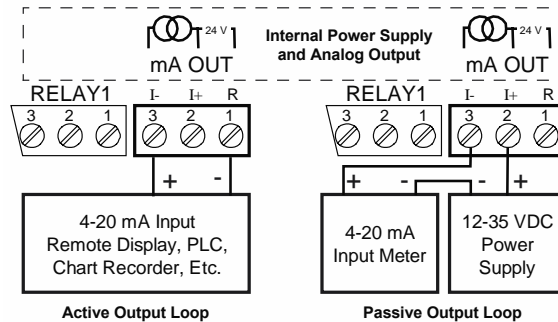 24 V
24 V
Internal Power Supply
and Analog Output
mA OUT
mA OUT
RELAY1
I- I+ R
RELAY1
I- I+ R
3 2 1
3 2 1
3 2 1
3 2 1
+ -
+ - - +
4-20 mA Input
Remote Display, PLC,
Chart Recorder, Etc.
4-20 mA
Input Meter
12-35 VDC
Power
Supply
Active Output Loop
Passive Output Loop